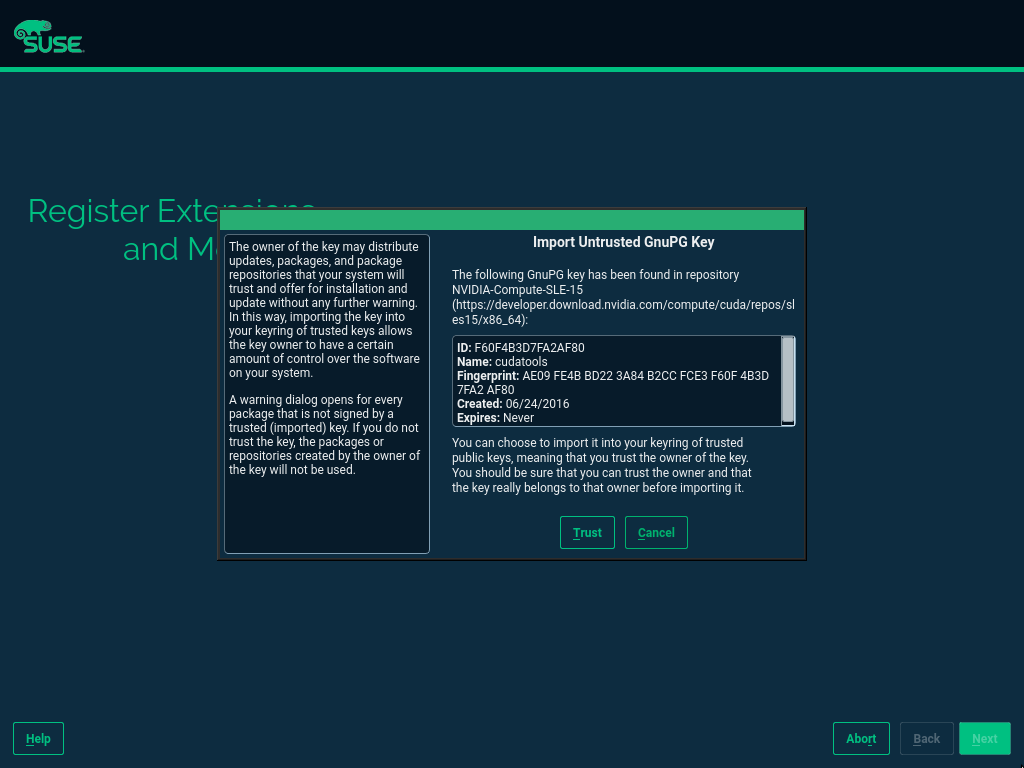 SUSE
Register Extensions
and M
Import Untrusted GnuPG Key
The owner of the key may distribute
updates, packages, and package
repositories that your system will
trust and offer for installation and
update without any further warning.
In this way, importing the key into
your keyring of trusted keys allows
the key owner to have a certain
amount of control over the software
on your system.
A warning dialog opens for every
package that is not signed by a
trusted (imported) key. If you do not
trust the key, the packages or
repositories created by the owner of
the key will not be used.
The following GnuPG key has been found in repository
NVIDIA-Compute-SLE-15
(https://developer.download.nvidia.com/compute/cuda/repos/sl
es15/x86_64):
ID: F60F4B3D7FA2AF80
Name: cudatools
Fingerprint: AE09 FE4B BD22 3A84 B2CC FCE3 F60F 4B3D
7FA2 AF80
Created: 06/24/2016
Expires: Never
You can choose to import it into your keyring of trusted
public keys, meaning that you trust the owner of the key.
You should be sure that you can trust the owner and that
the key really belongs to that owner before importing it.
Trust
Cancel
Help
Abort
Back
Next